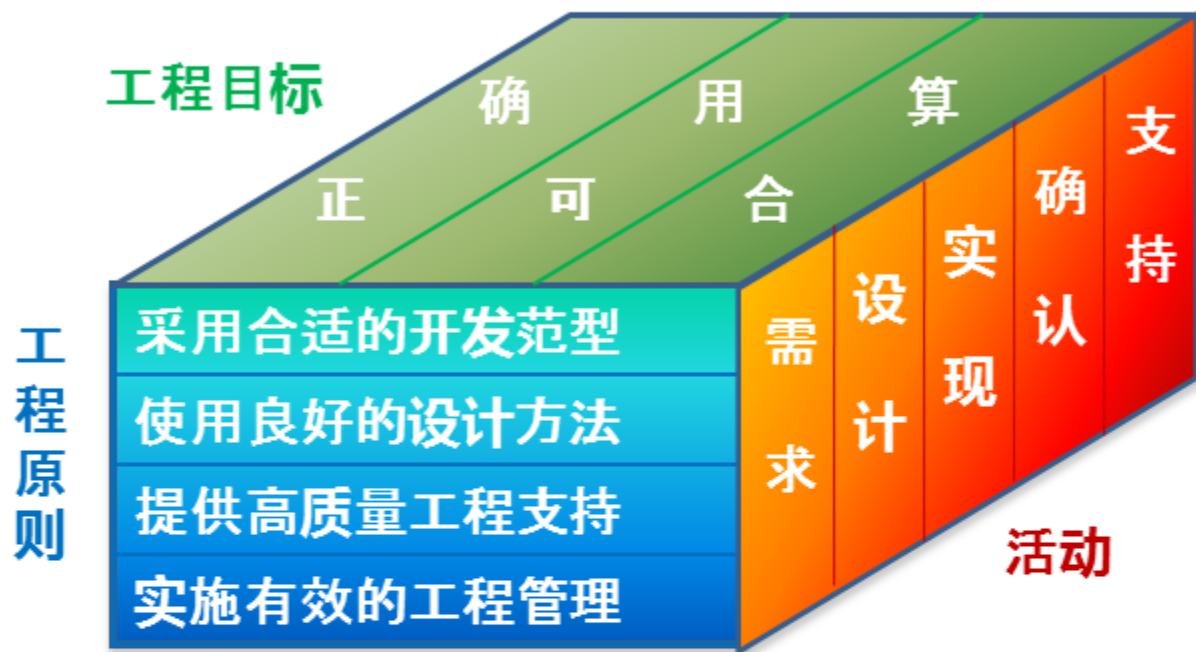 工程目标
正确
可用
合算
工程原则
采用合适的开发范型
使用良好的设计方法
提供高质量工程支持
实施有效的工程管理
需求
设计
实现
确认
支持
活动